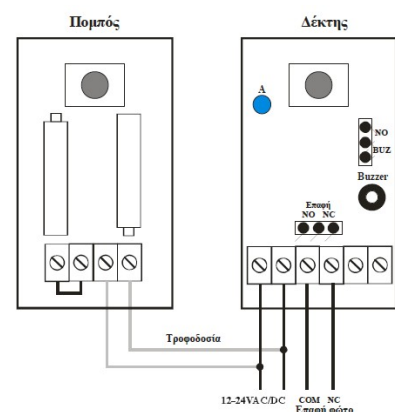 Πομπός
Δέκτης
A
NO
BUZ
Buzzer
Επαφή
NO NC
Τροφοδοσία
12-24VAC/DC COM NC
Επαφή φώτο